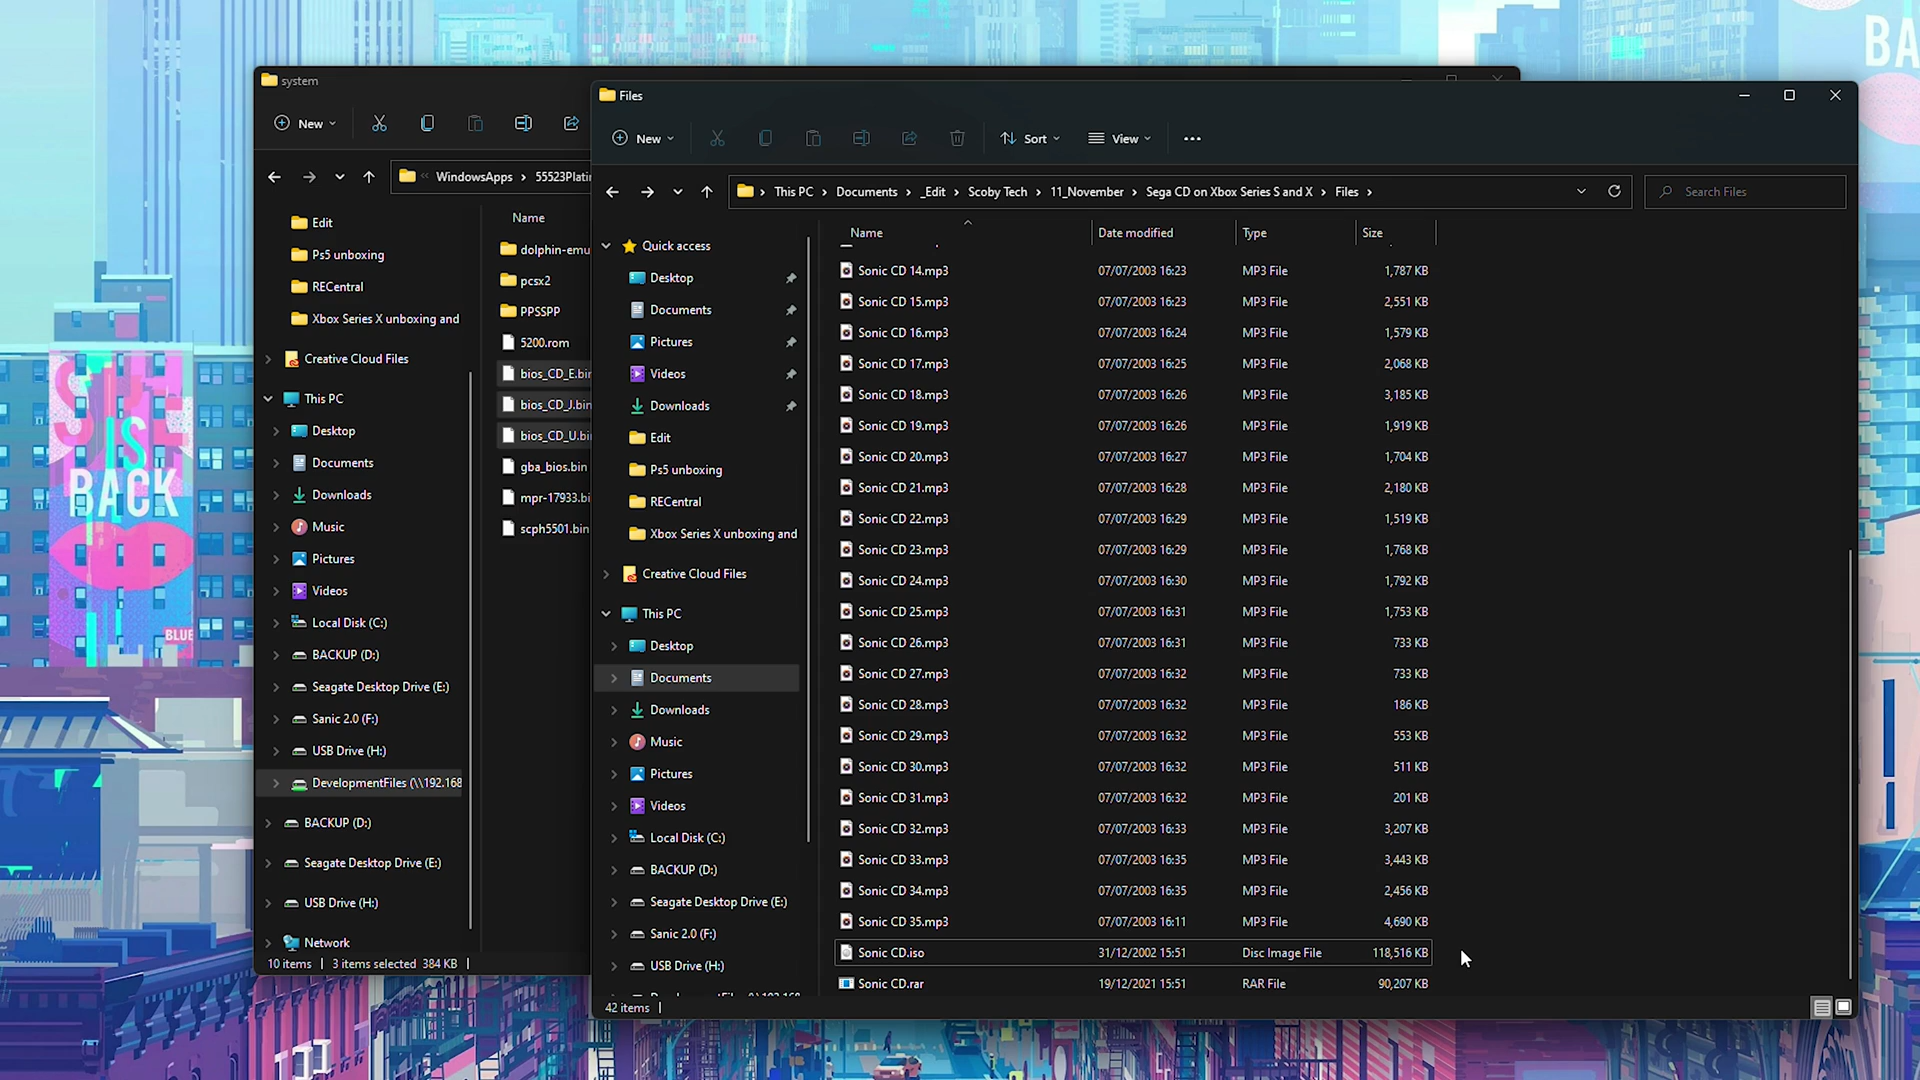 BA
system
New
WindowsApps > 55523Plati
Edit
Ps5 unboxing
RECentral
Xbox Series X unboxing and
Creative Cloud Files
This PC
Desktop
Documents
Downloads
Music
Pictures
Videos
Local Disk (C:)
BACKUP (D:)
Seagate Desktop Drive (E:)
Sanic 2.0 (F:)
USB Drive (H:)
DevelopmentFiles (\\192.168
BACKUP (D:)
Seagate Desktop Drive (E:)
USB Drive (H:)
Network
Name
dolphin-emu
pcsx2
PPSSPP
5200.rom
bios_CD_E.bin
bios_CD_J.bin
bios_CD_U.bin
gba_bios.bin
mpr-17933.bi
scph5501.bin
10 items | 3 items selected 384 KB |
Files
New Sort View
This PC > Documents > _Edit > Scoby Tech > 11_November > Sega CD on Xbox Series S and X > Files >
Search Files
Quick access
Desktop
Documents
Pictures
Videos
Downloads
Edit
Ps5 unboxing
RECentral
Xbox Series X unboxing and
Creative Cloud Files
This PC
Desktop
Documents
Downloads
Music
Pictures
Videos
Local Disk (C:)
BACKUP (D:)
Seagate Desktop Drive (E:)
Sanic 2.0 (F:)
USB Drive (H:)
Name Date modified Type Size
Sonic CD 14.mp3 07/07/2003 16:23 MP3 File 1,787 KB
Sonic CD 15.mp3 07/07/2003 16:23 MP3 File 2,551 KB
Sonic CD 16.mp3 07/07/2003 16:24 MP3 File 1,579 KB
Sonic CD 17.mp3 07/07/2003 16:25 MP3 File 2,068 KB
Sonic CD 18.mp3 07/07/2003 16:26 MP3 File 3,185 KB
Sonic CD 19.mp3 07/07/2003 16:26 MP3 File 1,919 KB
Sonic CD 20.mp3 07/07/2003 16:27 MP3 File 1,704 KB
Sonic CD 21.mp3 07/07/2003 16:28 MP3 File 2,180 KB
Sonic CD 22.mp3 07/07/2003 16:29 MP3 File 1,519 KB
Sonic CD 23.mp3 07/07/2003 16:29 MP3 File 1,768 KB
Sonic CD 24.mp3 07/07/2003 16:30 MP3 File 1,792 KB
Sonic CD 25.mp3 07/07/2003 16:31 MP3 File 1,753 KB
Sonic CD 26.mp3 07/07/2003 16:31 MP3 File 733 KB
Sonic CD 27.mp3 07/07/2003 16:32 MP3 File 733 KB
Sonic CD 28.mp3 07/07/2003 16:32 MP3 File 186 KB
Sonic CD 29.mp3 07/07/2003 16:32 MP3 File 553 KB
Sonic CD 30.mp3 07/07/2003 16:32 MP3 File 511 KB
Sonic CD 31.mp3 07/07/2003 16:32 MP3 File 201 KB
Sonic CD 32.mp3 07/07/2003 16:33 MP3 File 3,207 KB
Sonic CD 33.mp3 07/07/2003 16:35 MP3 File 3,443 KB
Sonic CD 34.mp3 07/07/2003 16:35 MP3 File 2,456 KB
Sonic CD 35.mp3 07/07/2003 16:11 MP3 File 4,690 KB
Sonic CD.iso 31/12/2002 15:51 Disc Image File 118,516 KB
Sonic CD.rar 19/12/2021 15:51 RAR File 90,207 KB
42 items |
IS
BACK
BLUE